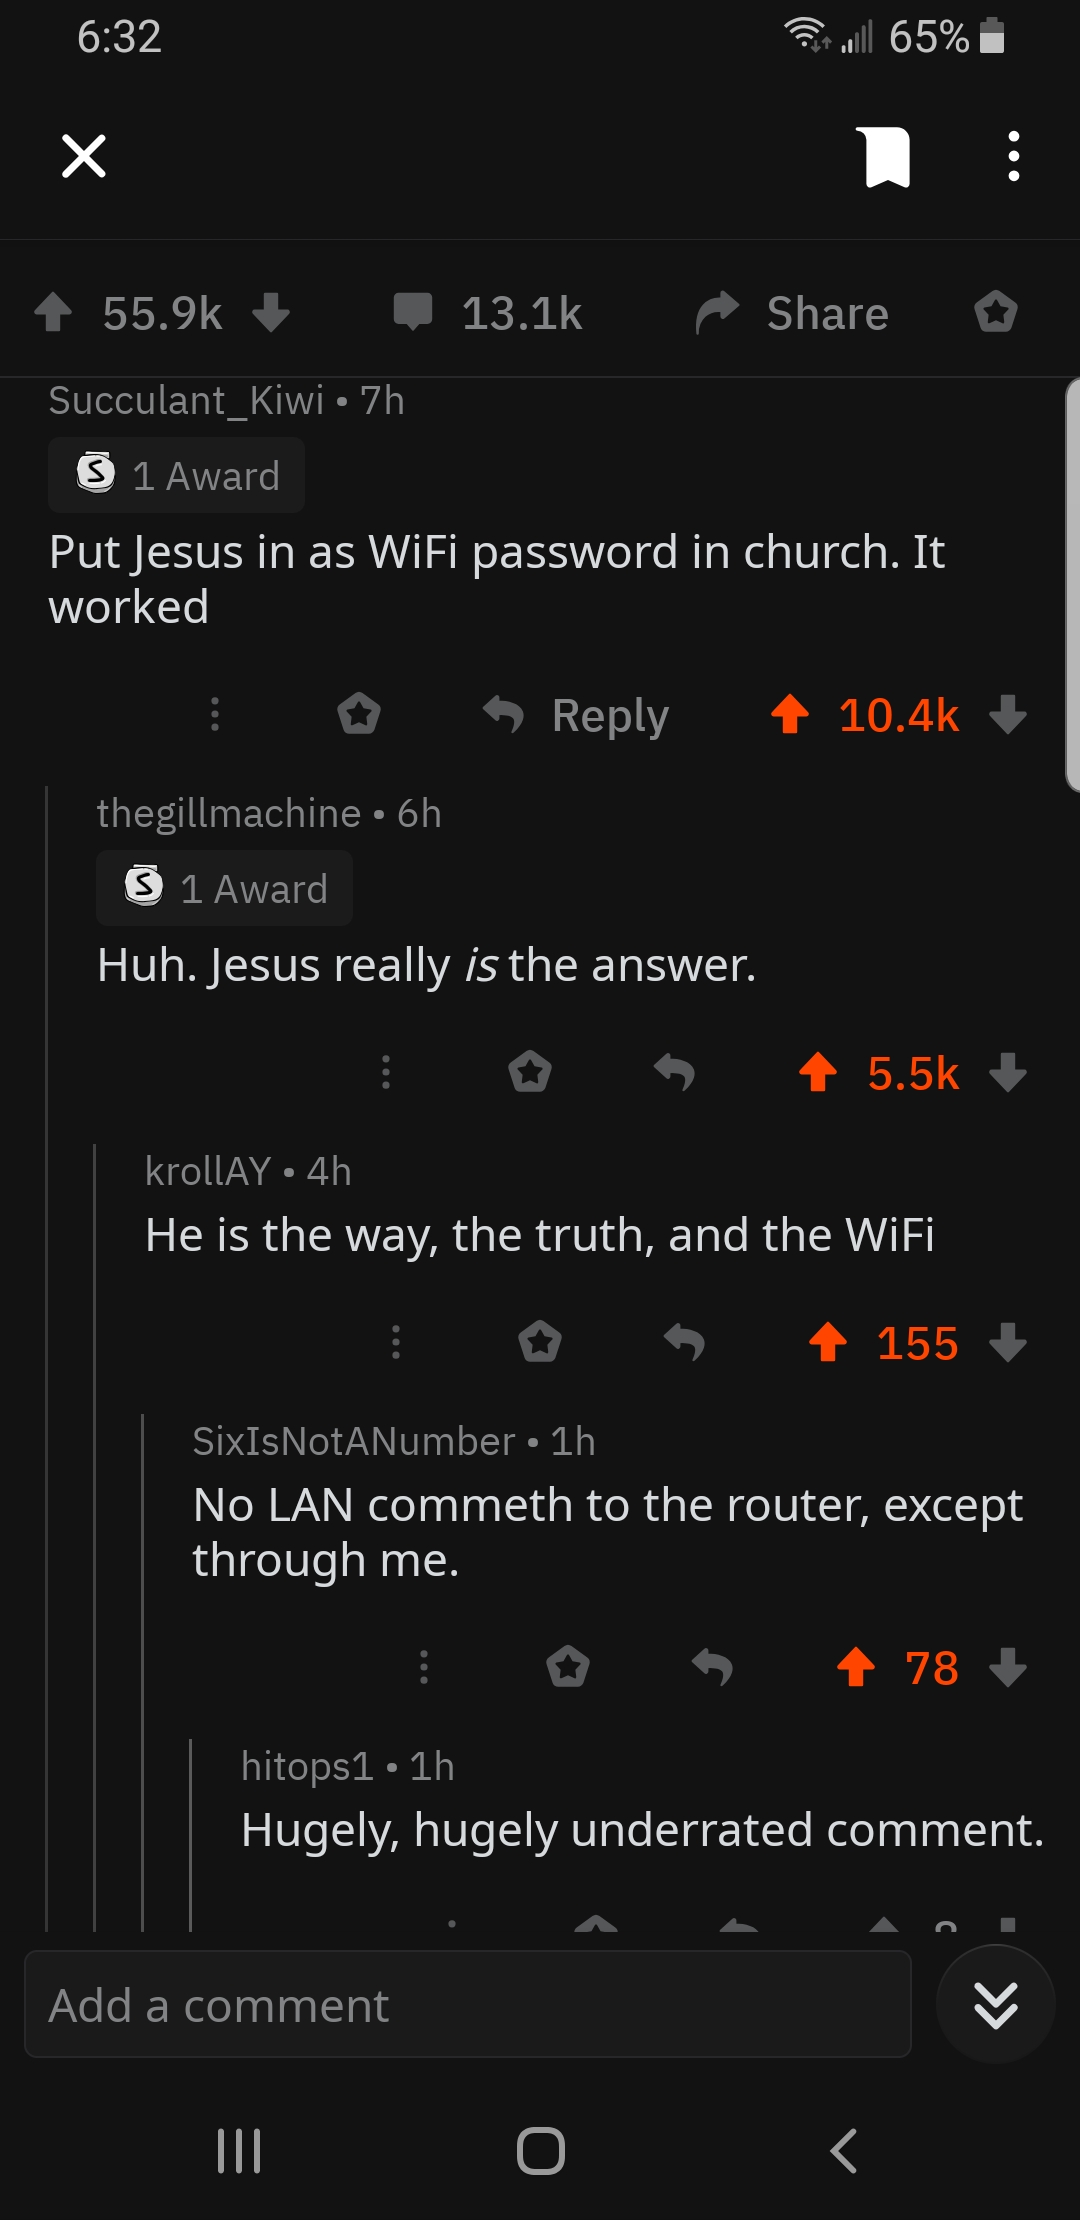 6:32 65%
55.9k 13.1k Share
Succulant_Kiwi • 7h
1 Award
Put Jesus in as WiFi password in church. It
worked
Reply 10.4k
thegillmachine • 6h
1 Award
Huh. Jesus really is the answer.
5.5k
krollAY • 4h
He is the way, the truth, and the WiFi
155
SixIsNotANumber • 1h
No LAN commeth to the router, except
through me.
78
hitops1 • 1h
Hugely, hugely underrated comment.
Add a comment